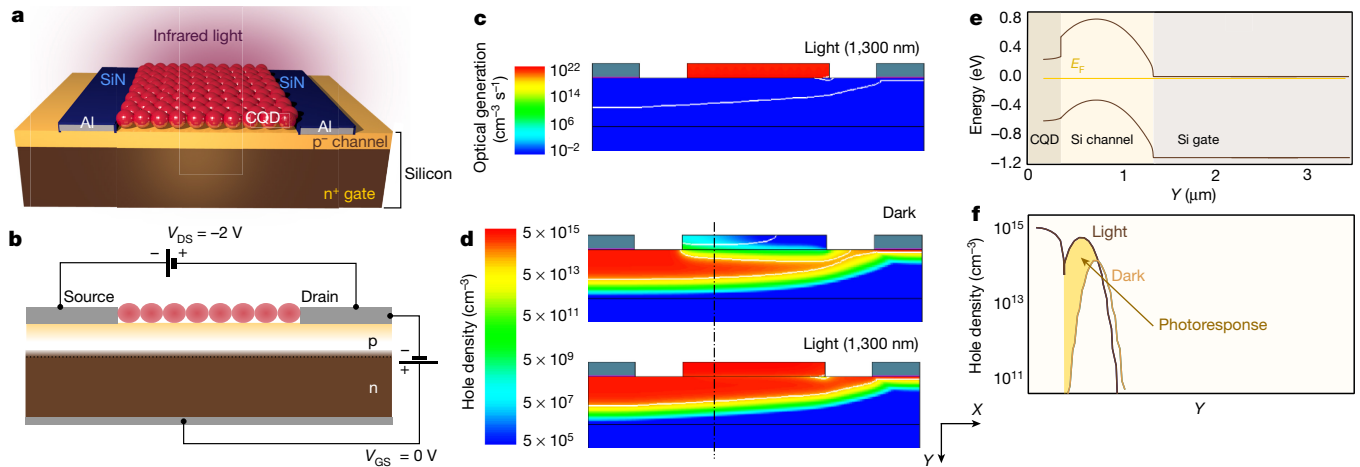 a
Infrared light
SiN
SiN
CQD
Al
Al
p⁻ channel
n⁺ gate
Silicon
b
V_DS = −2 V
− +
Source
Drain
p
n
−
+
V_GS = 0 V
c
Light (1,300 nm)
Optical generation
(cm⁻³ s⁻¹)
10²²
10¹⁴
10⁶
10⁻²
d
Dark
Hole density (cm⁻³)
5 × 10¹⁵
5 × 10¹³
5 × 10¹¹
5 × 10⁹
5 × 10⁷
5 × 10⁵
Light (1,300 nm)
X
Y
e
Energy (eV)
0.8
0.4
0.0
−0.4
−0.8
−1.2
E_F
CQD
Si channel
Si gate
0 1 2 3
Y (μm)
f
Hole density (cm⁻³)
10¹⁵
10¹³
10¹¹
Light
Dark
Photoresponse
Y